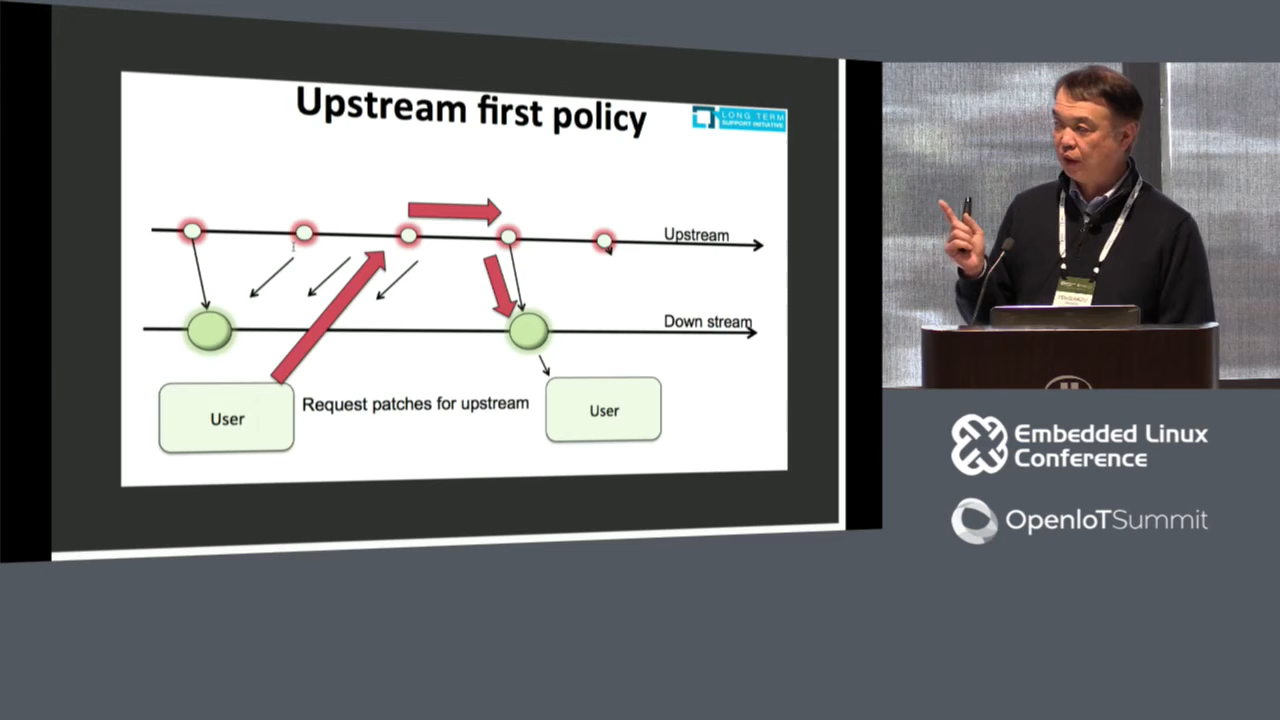 Upstream first policy
LONG TERM
SUPPORT INITIATIVE
Upstream
Down stream
User
Request patches for upstream
User
Embedded Linux
Conference
OpenIoTSummit